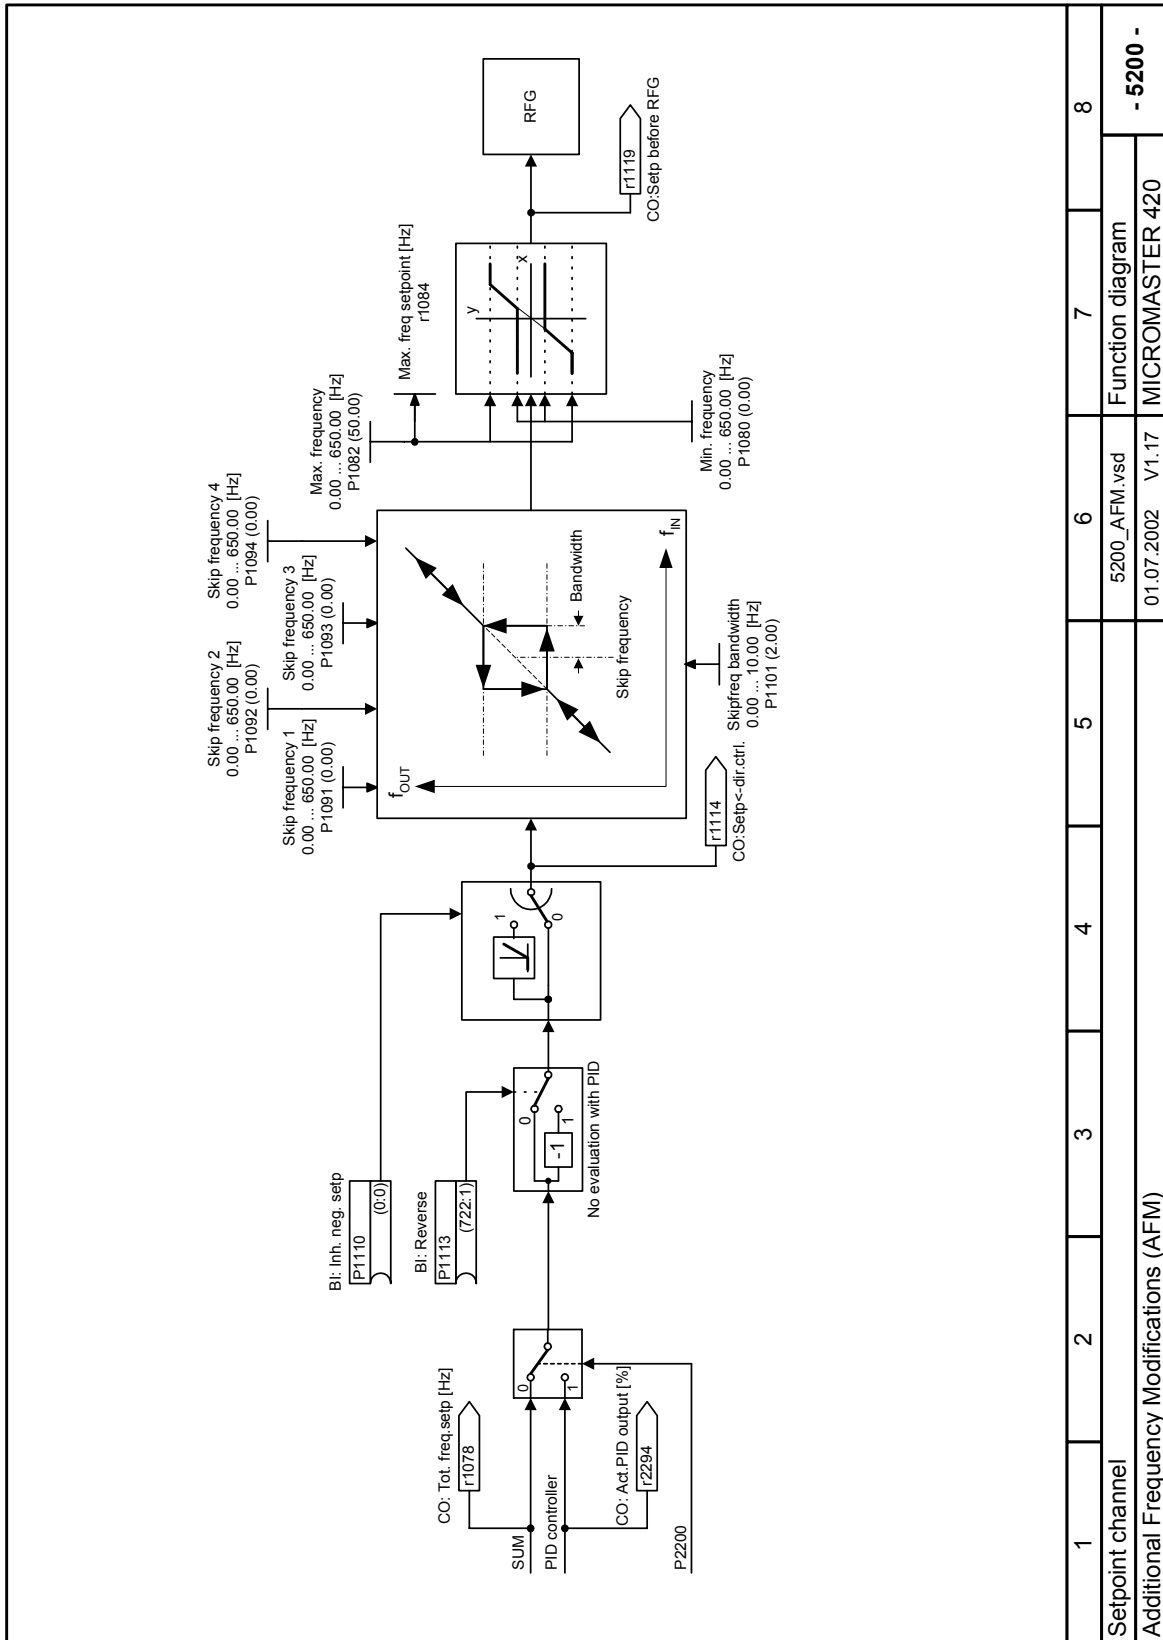 Skip frequency 2
0.00 ... 650.00 [Hz]
P1092 (0.00)
Skip frequency 4
0.00 ... 650.00 [Hz]
P1094 (0.00)
Skip frequency 1
0.00 ... 650.00 [Hz]
P1091 (0.00)
Skip frequency 3
0.00 ... 650.00 [Hz]
P1093 (0.00)
Max. frequency
0.00 ... 650.00 [Hz]
P1082 (50.00)
Max. freq setpoint [Hz]
r1084
BI: Inh. neg. setp
P1110
(0:0)
BI: Reverse
P1113
(722:1)
CO: Tot. freq.setp [Hz]
r1078
SUM
PID controller
CO: Act.PID output [%]
r2294
P2200
0
1
0
1
-1
No evaluation with PID
1
0
r1114
CO:Setp<-dir.ctrl.
fOUT
fIN
Bandwidth
Skip frequency
Skipfreq bandwidth
0.00 ... 10.00 [Hz]
P1101 (2.00)
y
x
Min. frequency
0.00 ... 650.00 [Hz]
P1080 (0.00)
RFG
r1119
CO:Setp before RFG
1
2
3
4
5
6
7
8
Setpoint channel
5200_AFM.vsd
Function diagram
- 5200 -
Additional Frequency Modifications (AFM)
01.07.2002 V1.17
MICROMASTER 420